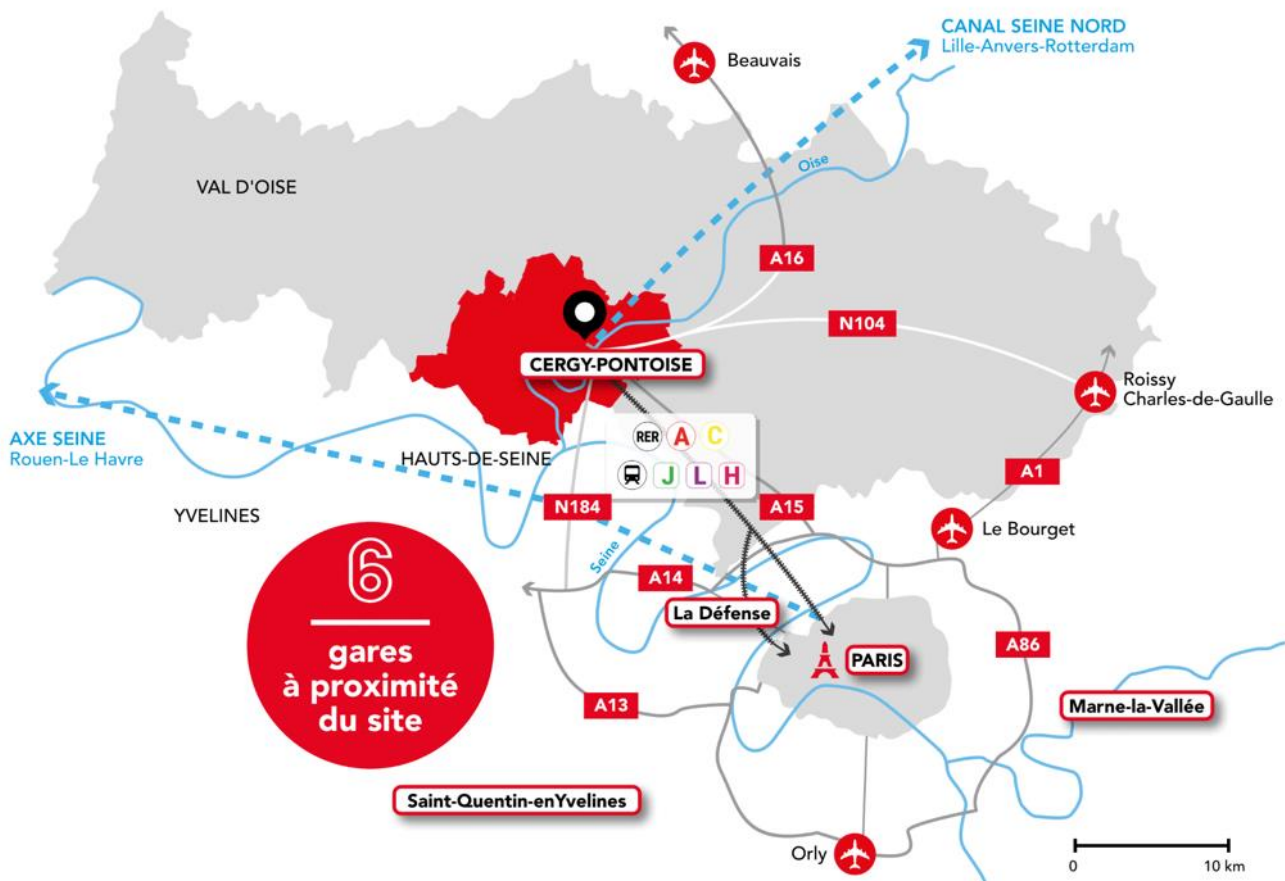 CANAL SEINE NORD
Lille-Anvers-Rotterdam
Beauvais
Oise
VAL D'OISE
A16
N104
CERGY-PONTOISE
Roissy
Charles-de-Gaulle
AXE SEINE
Rouen-Le Havre
RER A C
HAUTS-DE-SEINE
J L H
A1
YVELINES
N184
A15
Le Bourget
Seine
6
gares
à proximité
du site
A14
La Défense
PARIS
A86
A13
Marne-la-Vallée
Saint-Quentin-enYvelines
Orly
0 10 km